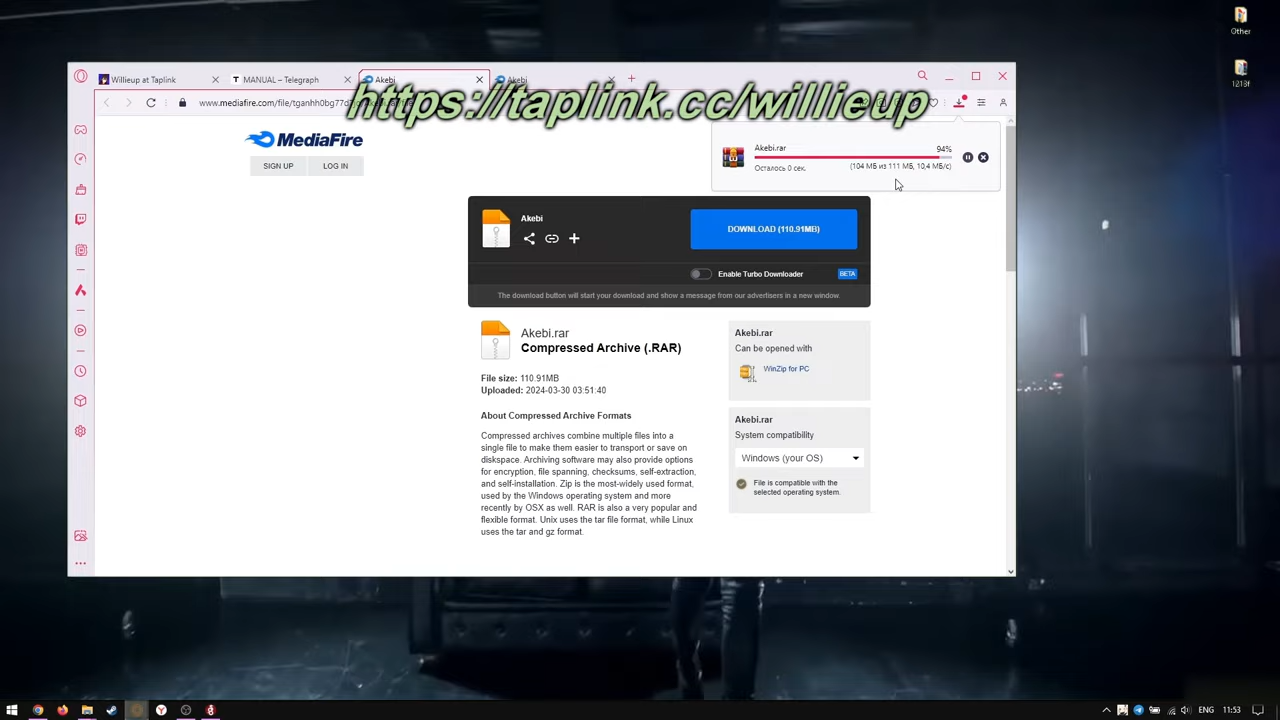 Other
1218f
Willieup at Taplink
MANUAL – Telegraph
Akebi
Akebi
https://taplink.cc/willieup
MediaFire
SIGN UP
LOG IN
Akebi.rar
94%
Осталось 0 сек.
(104 МБ из 111 МБ, 10,4 МБ/с)
Akebi
DOWNLOAD (110.91MB)
Enable Turbo Downloader
BETA
The download button will start your download and show a message from our advertisers in a new window.
Akebi.rar
Compressed Archive (.RAR)
File size: 110.91MB
Uploaded: 2024-03-30 03:51:40
About Compressed Archive Formats
Compressed archives combine multiple files into a
single file to make them easier to transport or save on
diskspace. Archiving software may also provide options
for encryption, file spanning, checksums, self-extraction,
and self-installation. Zip is the most-widely used format,
used by the Windows operating system and more
recently by OSX as well. RAR is also a very popular and
flexible format. Unix uses the tar file format, while Linux
uses the tar and gz format.
Akebi.rar
Can be opened with
WinZip for PC
Akebi.rar
System compatibility
Windows (your OS)
File is compatible with the
selected operating system.
ENG
11:53